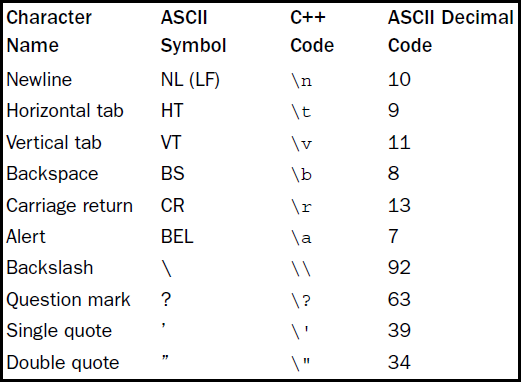 Character ASCII C++ ASCII Decimal
Name Symbol Code Code
Newline NL (LF) \n 10
Horizontal tab HT \t 9
Vertical tab VT \v 11
Backspace BS \b 8
Carriage return CR \r 13
Alert BEL \a 7
Backslash \ \\ 92
Question mark ? \? 63
Single quote ’ \' 39
Double quote ” \" 34